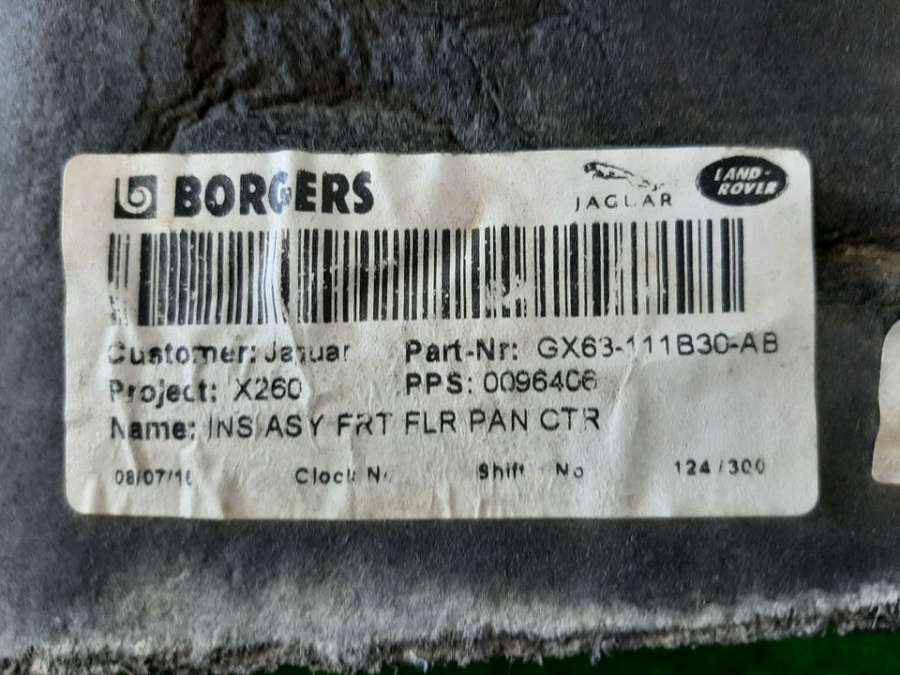 BORGERS
JAGUAR
LAND-
ROVER
Customer: Jaguar Part-Nr: GX63-111B30-AB
Project: X260 PPS: 0096406
Name: INS ASY FRT FLR PAN CTR
Clock Shift No 124/300